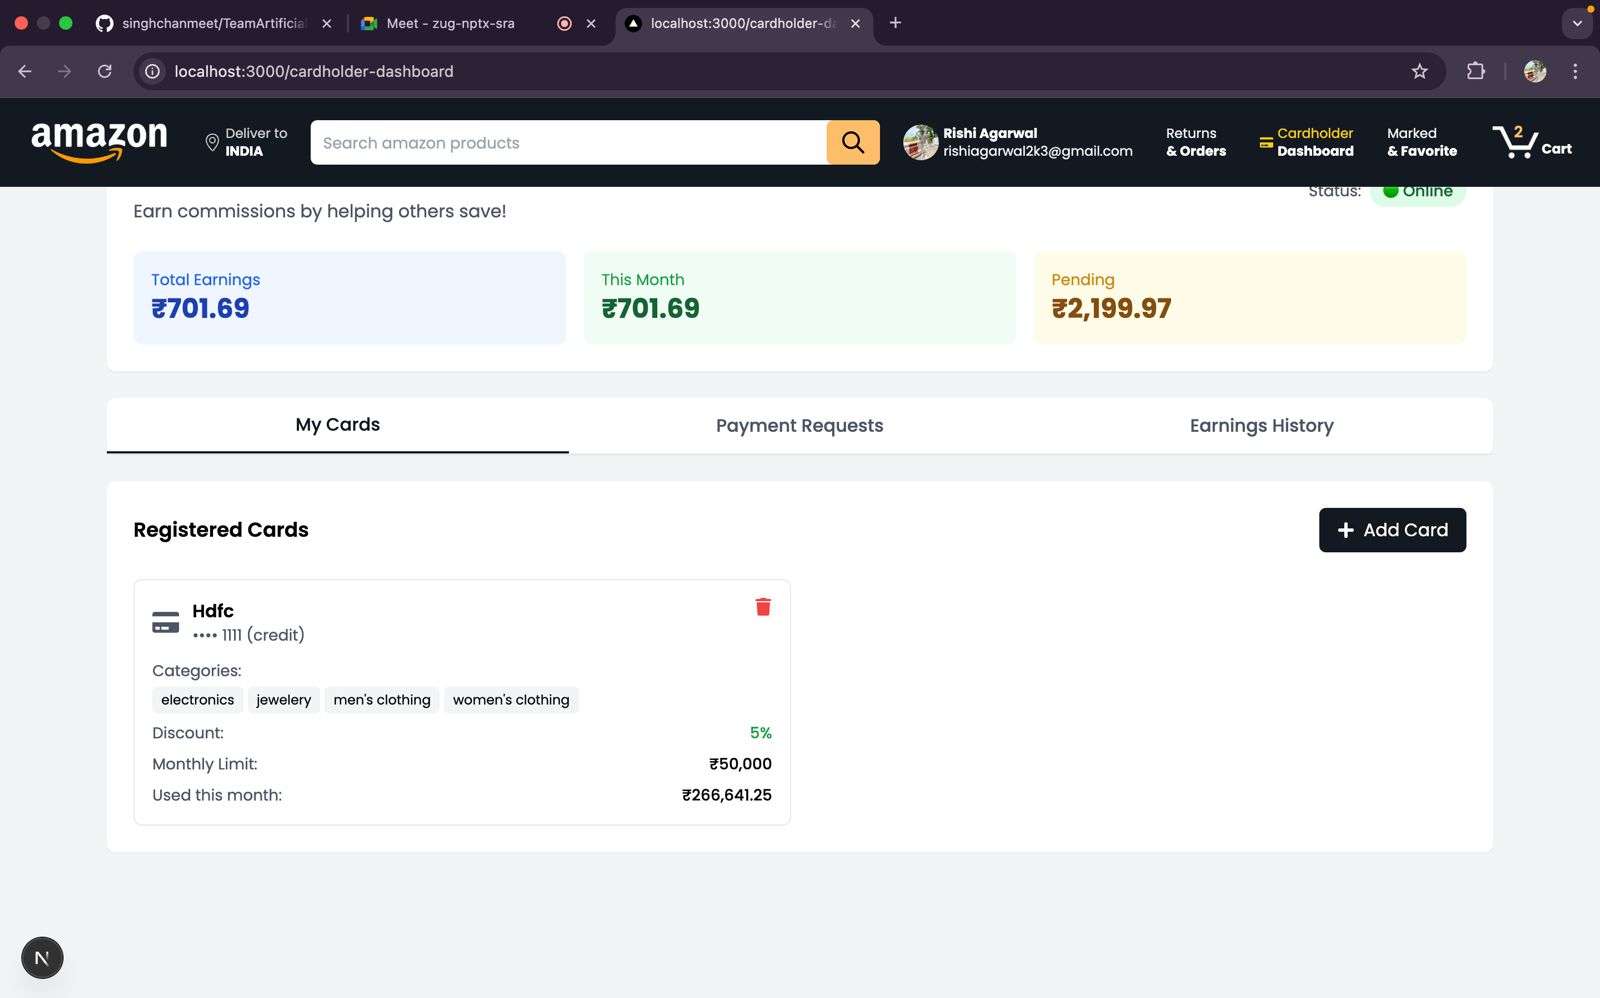 singhchanmeet/TeamArtificial
Meet - zug-nptx-sra
localhost:3000/cardholder-da
localhost:3000/cardholder-dashboard
amazon
Deliver to
INDIA
Search amazon products
Rishi Agarwal
rishiagarwal2k3@gmail.com
Returns
& Orders
Cardholder
Dashboard
Marked
& Favorite
2
Cart
Status:
Online
Earn commissions by helping others save!
Total Earnings
₹701.69
This Month
₹701.69
Pending
₹2,199.97
My Cards
Payment Requests
Earnings History
Registered Cards
+ Add Card
Hdfc
•••• 1111 (credit)
Categories:
electronics
jewelery
men's clothing
women's clothing
Discount:
5%
Monthly Limit:
₹50,000
Used this month:
₹266,641.25
N